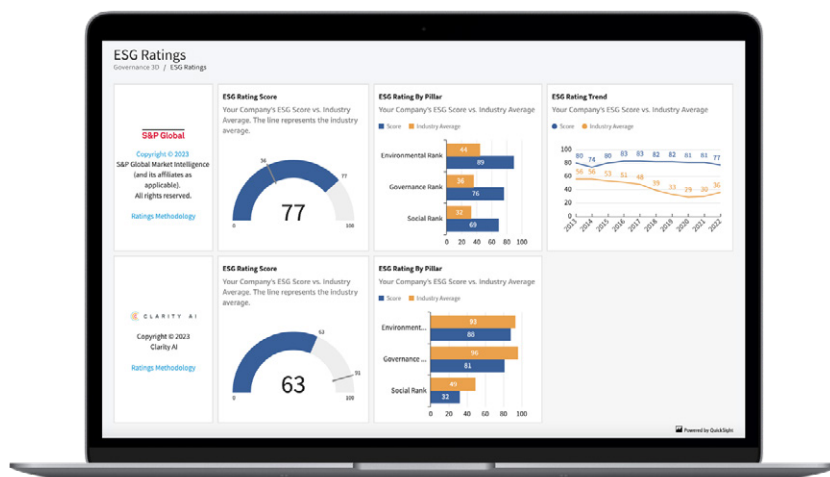 ESG Ratings
Governance 3D / ESG Ratings
S&P Global
Copyright © 2023
S&P Global Market Intelligence
(and its affiliates as
applicable).
All rights reserved.
Ratings Methodology
ESG Rating Score
Your Company's ESG Score vs. Industry
Average. The line represents the industry
average.
36
77
77
0
100
ESG Rating By Pillar
Your Company's ESG Score vs. Industry Average
Score Industry Average
Environmental Rank
44
89
Governance Rank
36
76
Social Rank
32
69
0 20 40 60 80 100
ESG Rating Trend
Your Company's ESG Score vs. Industry Average
Score Industry Average
100
80
60
40
20
0
80 74 80 83 83 82 82 81 81 77
56 56 53 51 48 39 33 29 30 36
2013 2014 2015 2016 2017 2018 2019 2020 2021 2022
CLARITY AI
Copyright © 2023
Clarity AI
Ratings Methodology
ESG Rating Score
Your Company's ESG Score vs. Industry
Average. The line represents the industry
average.
63
63
0
100
ESG Rating By Pillar
Your Company's ESG Score vs. Industry Average
Score Industry Average
Environment...
93
88
Governance ...
96
81
Social Rank
49
32
0 20 40 60 80 100
Powered by QuickSight